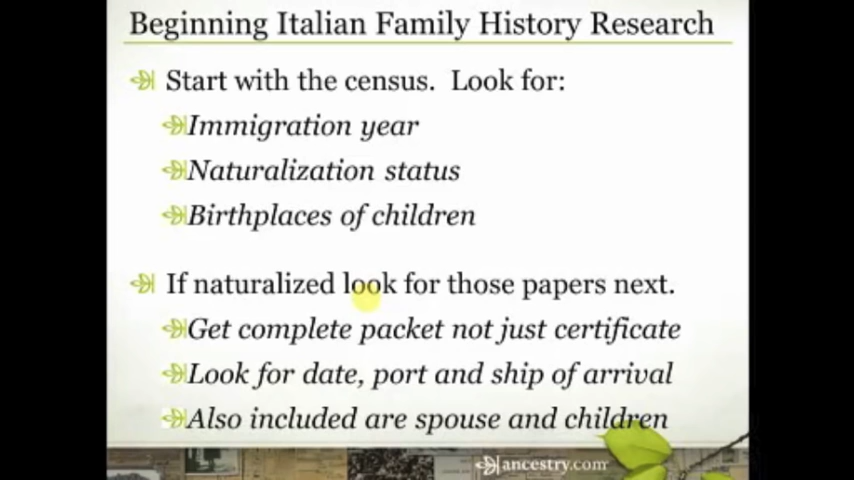 Beginning Italian Family History Research
Start with the census. Look for:
Immigration year
Naturalization status
Birthplaces of children
If naturalized look for those papers next.
Get complete packet not just certificate
Look for date, port and ship of arrival
Also included are spouse and children
ancestry.com